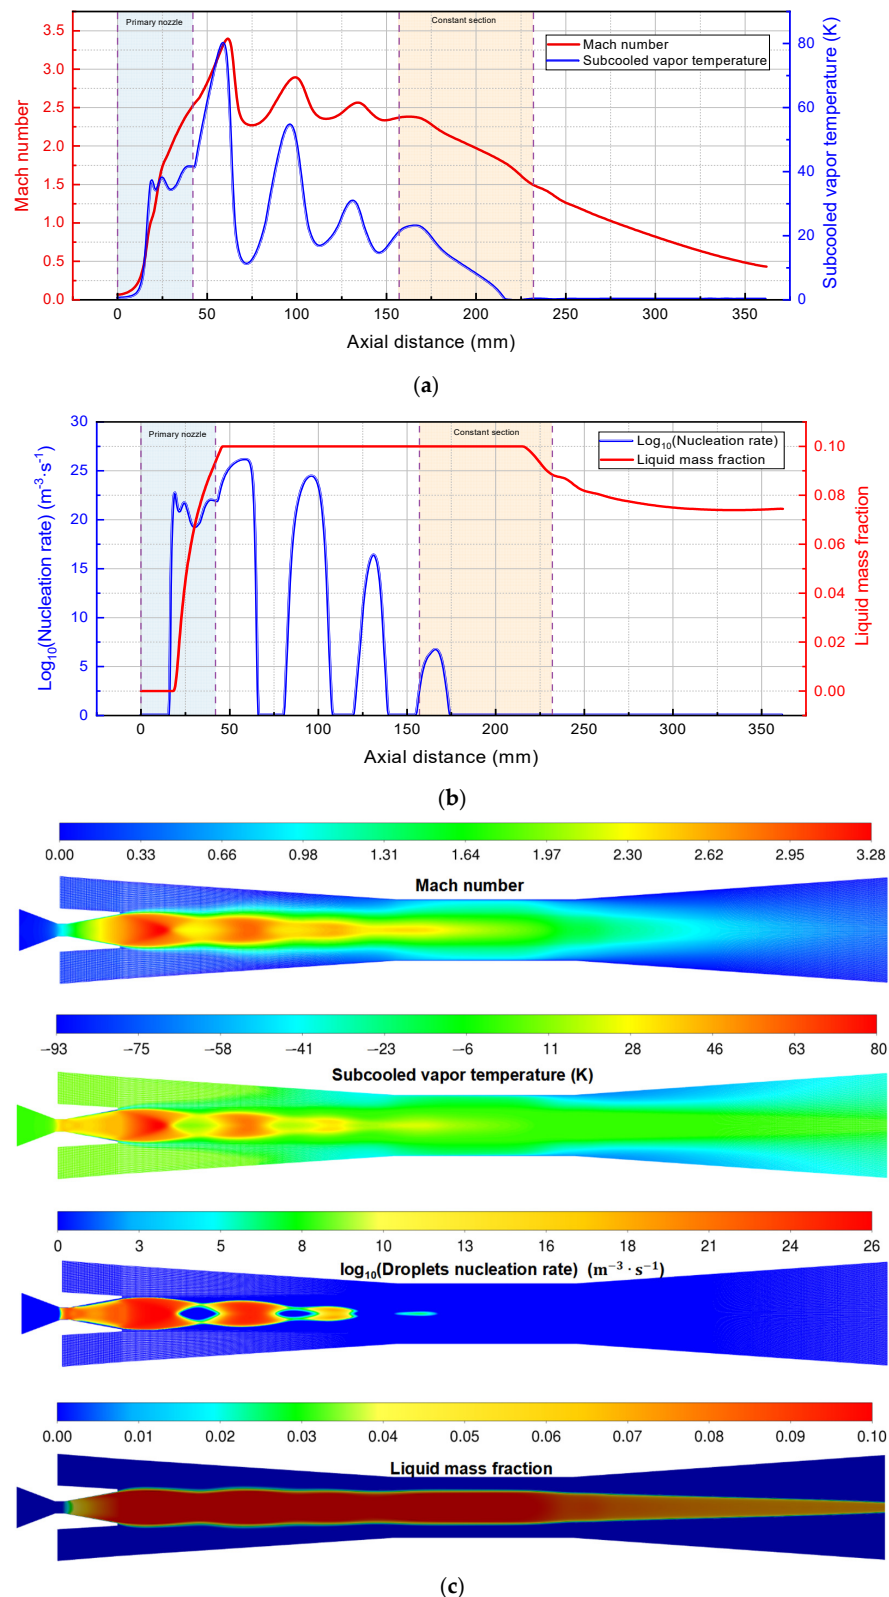 Primary nozzle
Constant section
Mach number
Subcooled vapor temperature
3.5
3.0
2.5
2.0
1.5
1.0
0.5
0.0
Mach number
80
60
40
20
0
Subcooled vapor temperature (K)
0 50 100 150 200 250 300 350
Axial distance (mm)
(a)
Primary nozzle
Constant section
Log10(Nucleation rate)
Liquid mass fraction
30
25
20
15
10
5
0
Log10(Nucleation rate) (m-3·s-1)
0.10
0.08
0.06
0.04
0.02
0.00
Liquid mass fraction
0 50 100 150 200 250 300 350
Axial distance (mm)
(b)
0.00 0.33 0.66 0.98 1.31 1.64 1.97 2.30 2.62 2.95 3.28
Mach number
−93 −75 −58 −41 −23 −6 11 28 46 63 80
Subcooled vapor temperature (K)
0 3 5 8 10 13 16 18 21 24 26
log10(Droplets nucleation rate) (m−3 · s−1)
0.00 0.01 0.02 0.03 0.04 0.05 0.06 0.07 0.08 0.09 0.10
Liquid mass fraction
(c)